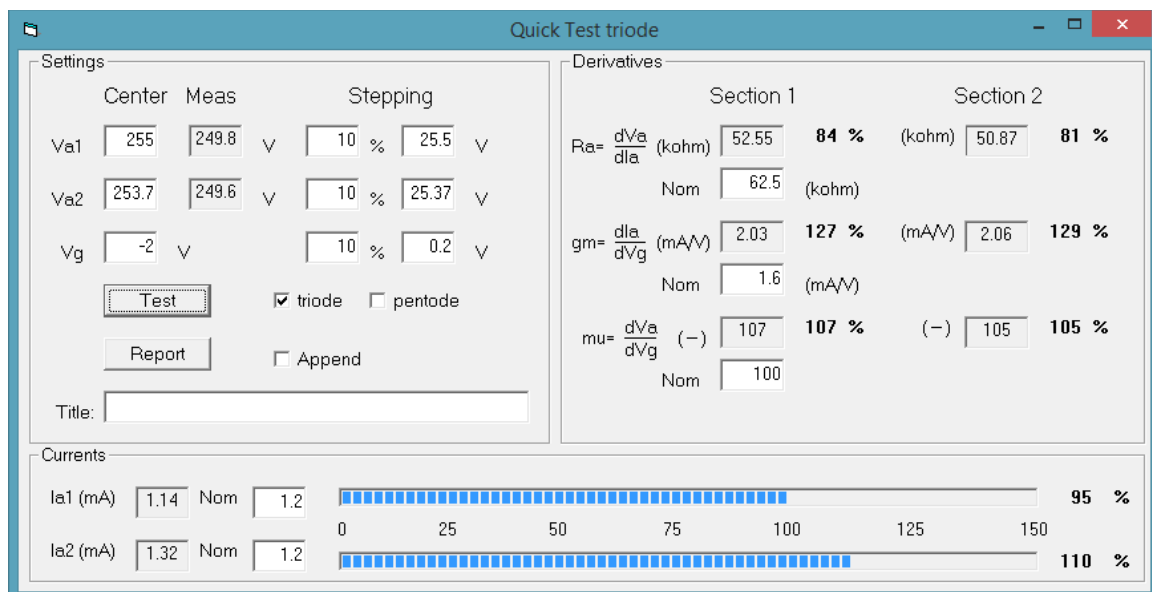 Quick Test triode
Settings
Center Meas Stepping
Va1 255 249.8 V 10 % 25.5 V
Va2 253.7 249.6 V 10 % 25.37 V
Vg -2 V 10 % 0.2 V
Test triode pentode
Report Append
Title:
Derivatives
Section 1 Section 2
Ra= dVa/dIa (kohm) 52.55 84 % (kohm) 50.87 81 %
Nom 62.5 (kohm)
gm= dIa/dVg (mA/V) 2.03 127 % (mA/V) 2.06 129 %
Nom 1.6 (mA/V)
mu= dVa/dVg (-) 107 107 % (-) 105 105 %
Nom 100
Currents
Ia1 (mA) 1.14 Nom 1.2 95 %
0 25 50 75 100 125 150
Ia2 (mA) 1.32 Nom 1.2 110 %